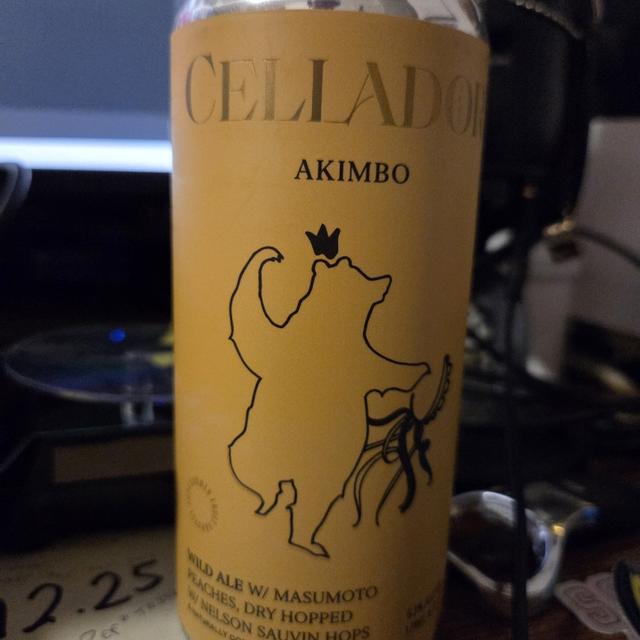 CELLADOR
AKIMBO
WILD ALE W/ MASUMOTO
PEACHES, DRY HOPPED
W/ NELSON SAUVIN HOPS
2.25